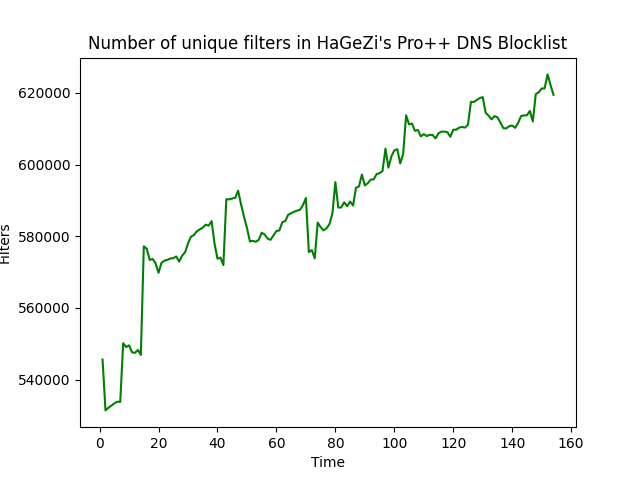 Number of unique filters in HaGeZi's Pro++ DNS Blocklist
620000
600000
580000
560000
540000
Filters
0 20 40 60 80 100 120 140 160
Time